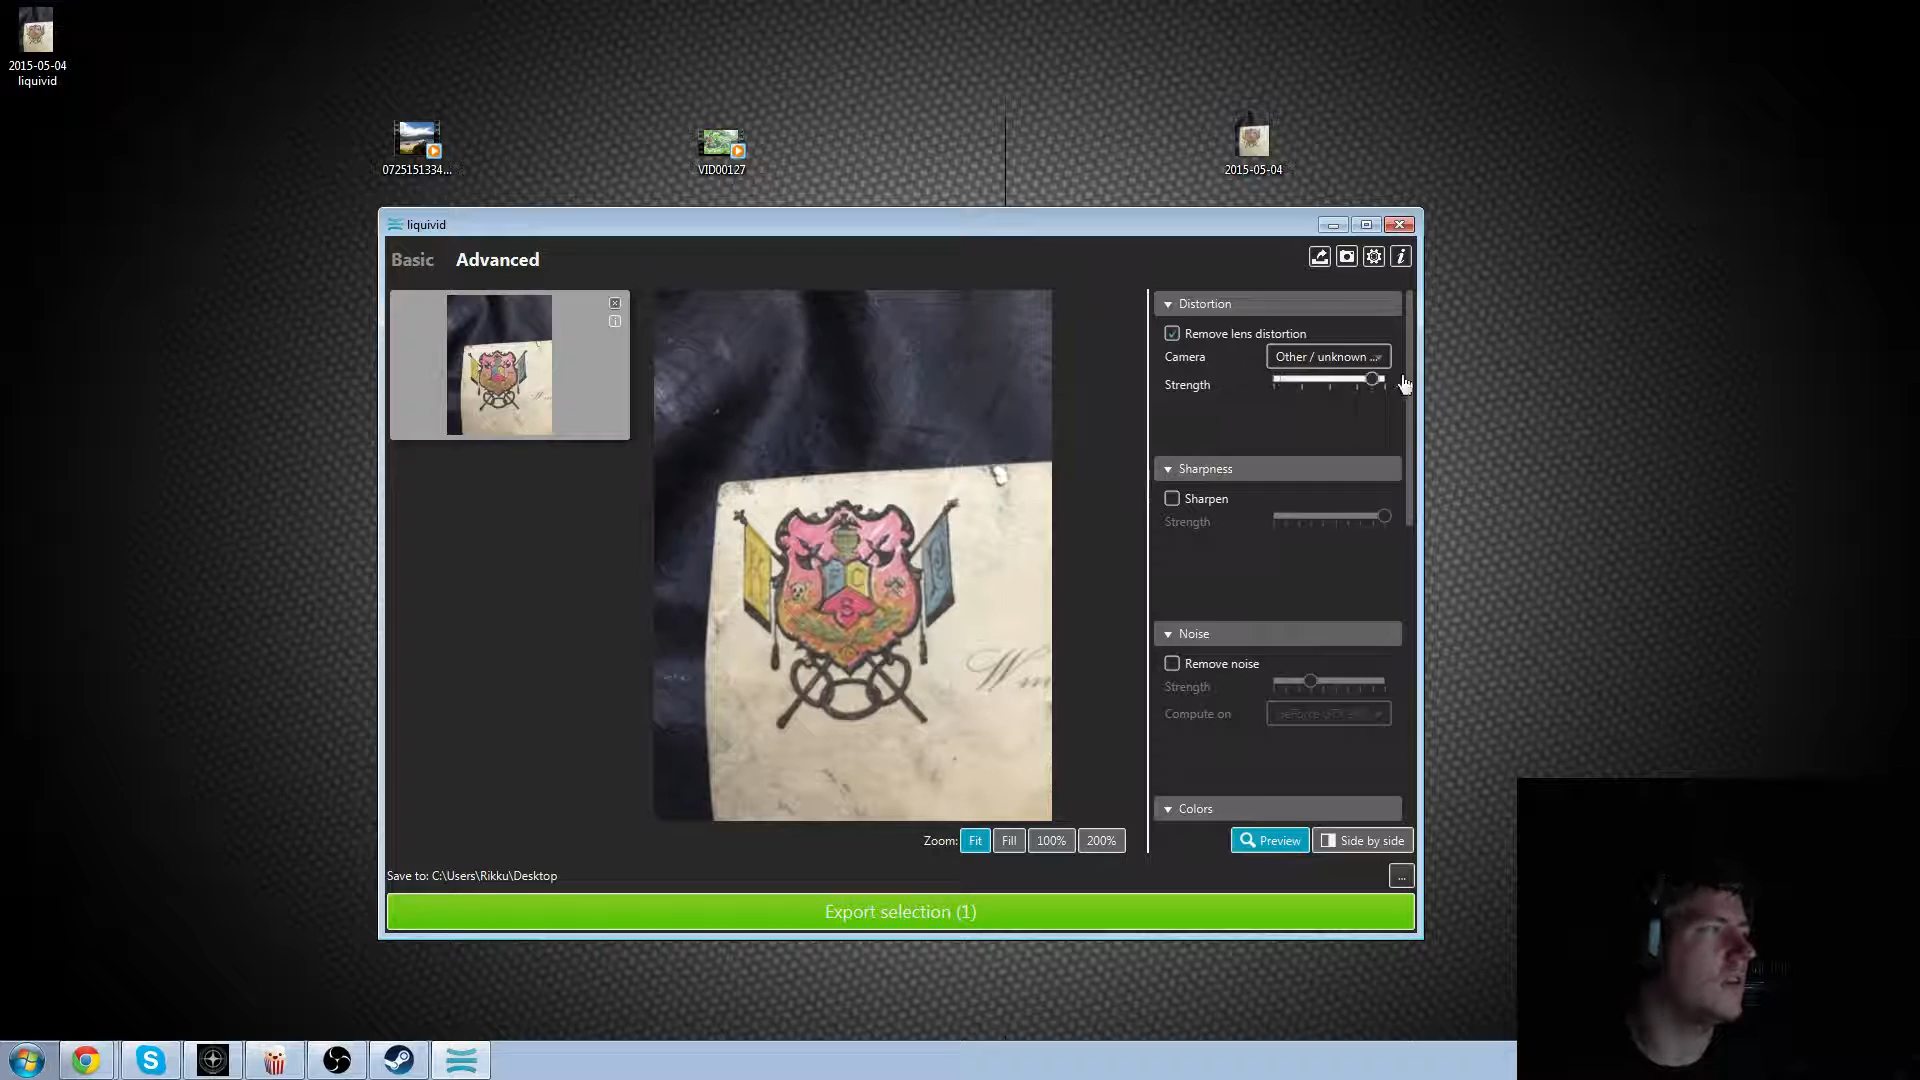 2015-05-04
liquivid
0725151334...
VID00127
2015-05-04
liquivid
Basic
Advanced
Distortion
Remove lens distortion
Camera
Other / unknown ...
Strength
Sharpness
Sharpen
Strength
Noise
Remove noise
Strength
Compute on
Colors
K
F C
S
Zoom:
Fit
Fill
100%
200%
Preview
Side by side
Save to: C:\Users\Rikku\Desktop
...
Export selection (1)